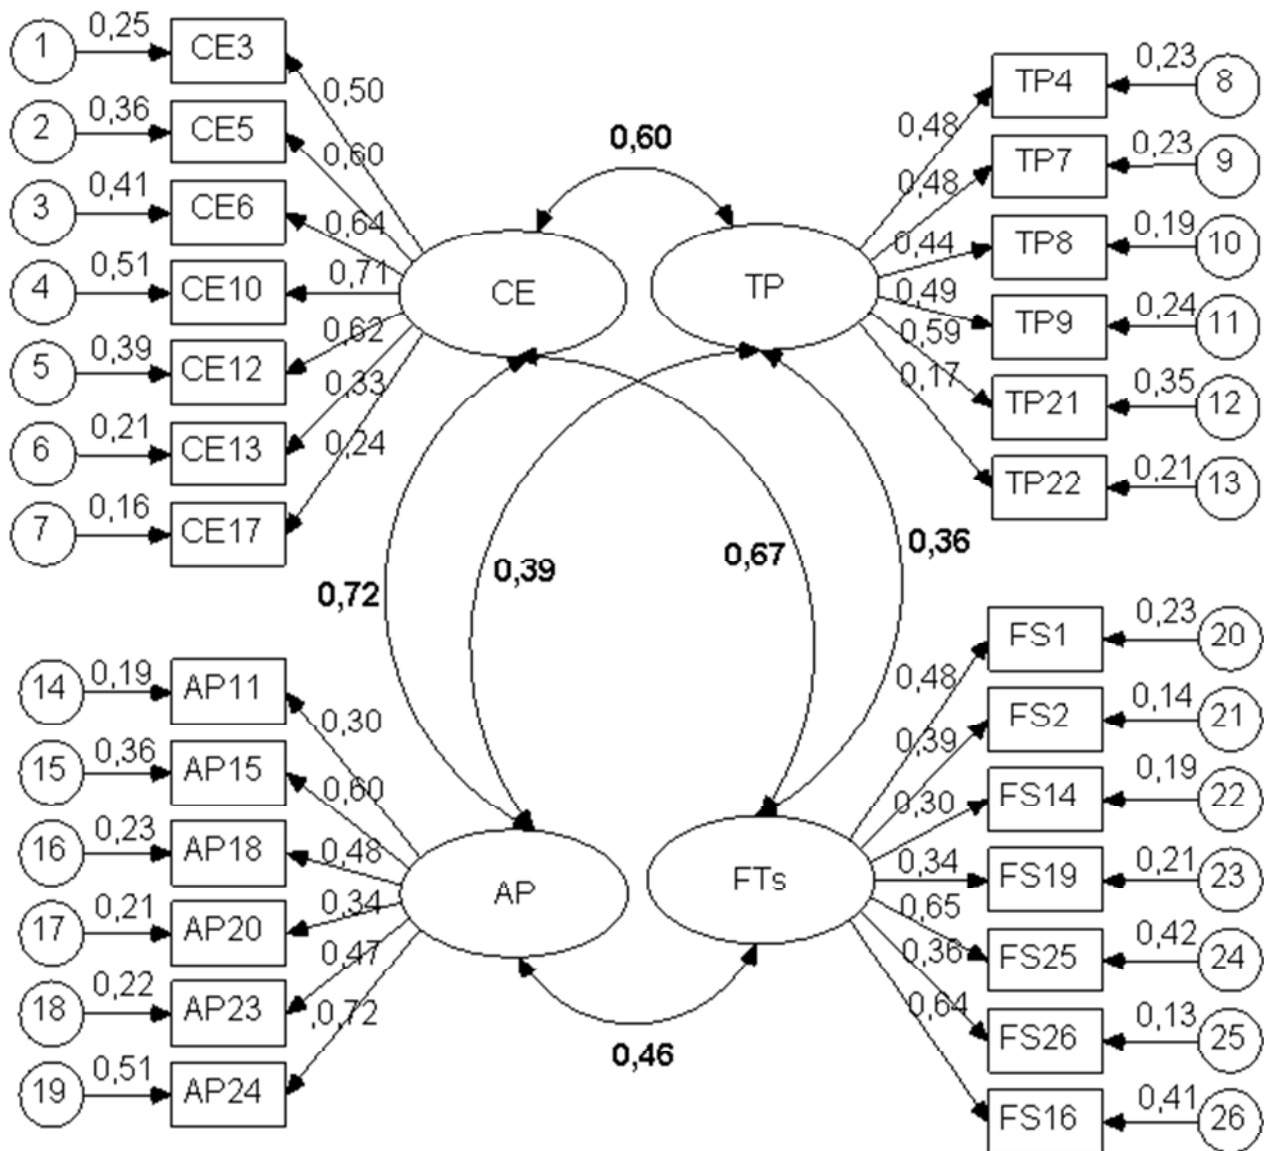 1 0,25 CE3
2 0,36 CE5
3 0,41 CE6
4 0,51 CE10
5 0,39 CE12
6 0,21 CE13
7 0,16 CE17
0,50
0,60
0,64
0,71
0,62
0,33
0,24
CE
0,60
TP
0,48
0,48
0,44
0,49
0,59
0,17
TP4 0,23 8
TP7 0,23 9
TP8 0,19 10
TP9 0,24 11
TP21 0,35 12
TP22 0,21 13
0,72
0,39
0,67
0,36
14 0,19 AP11
15 0,36 AP15
16 0,23 AP18
17 0,21 AP20
18 0,22 AP23
19 0,51 AP24
0,30
0,60
0,48
0,34
0,47
,0,72
AP
0,46
FTs
0,48
0,39
0,30
0,34
0,65
0,36
0,64
FS1 0,23 20
FS2 0,14 21
FS14 0,19 22
FS19 0,21 23
FS25 0,42 24
FS26 0,13 25
FS16 0,41 26